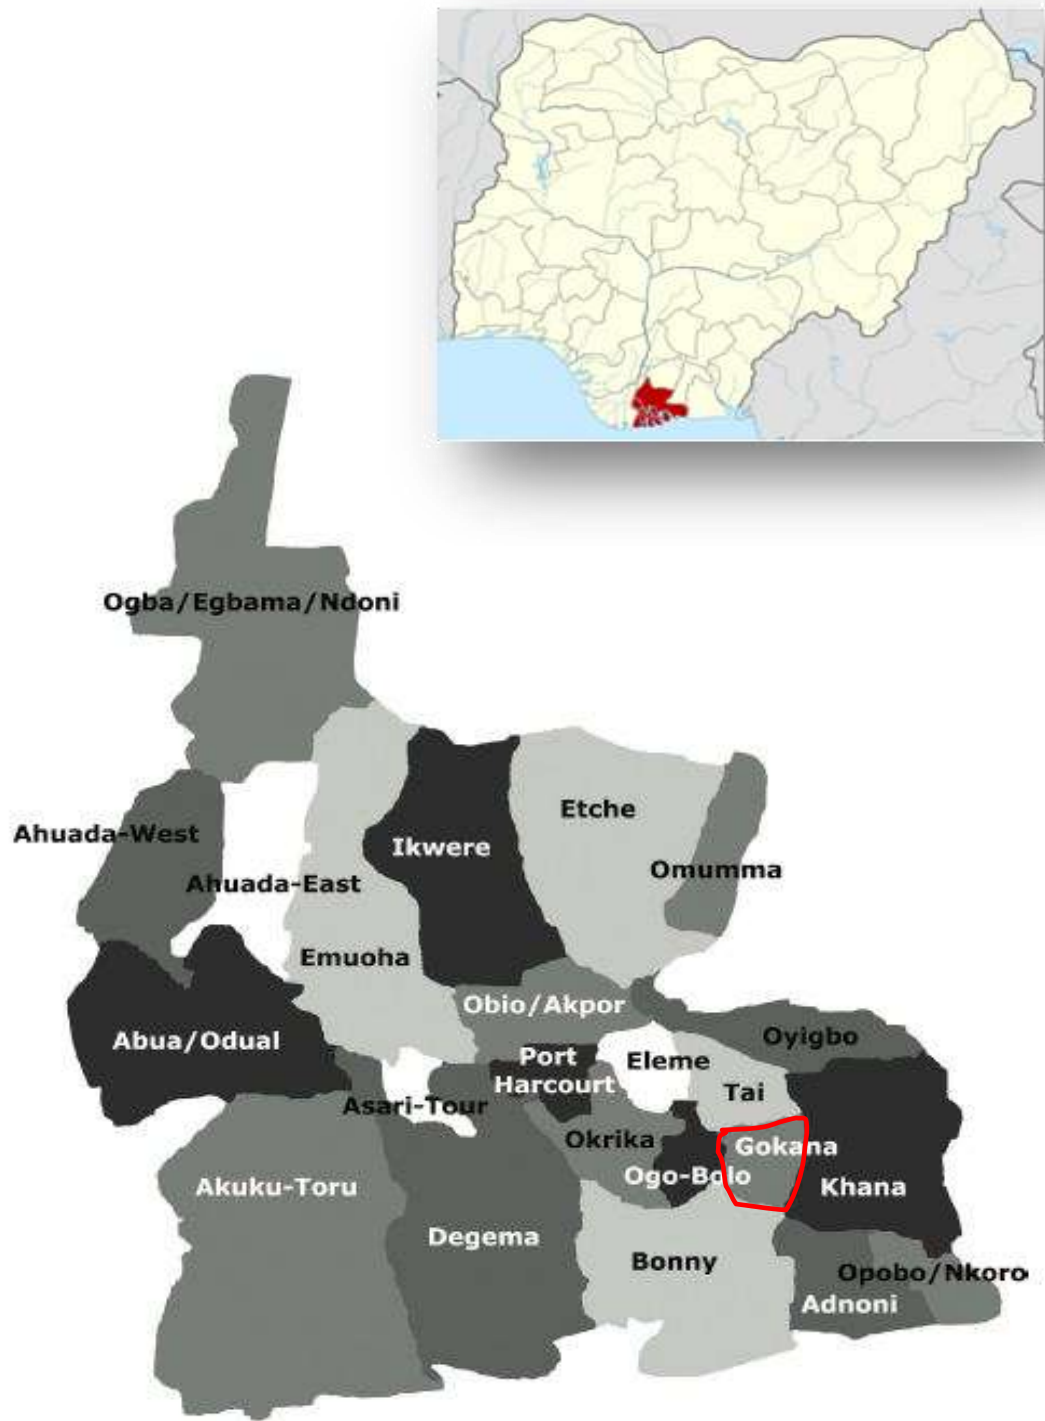 Ogba/Egbama/Ndoni
Ahuada-West
Ahuada-East
Ikwere
Etche
Omumma
Emuoha
Abua/Odual
Obio/Akpor
Oyigbo
Port
Harcourt
Eleme
Tai
Asari-Tour
Okrika
Gokana
Ogo-Bolo
Khana
Akuku-Toru
Degema
Bonny
Opobo/Nkoro
Adnoni